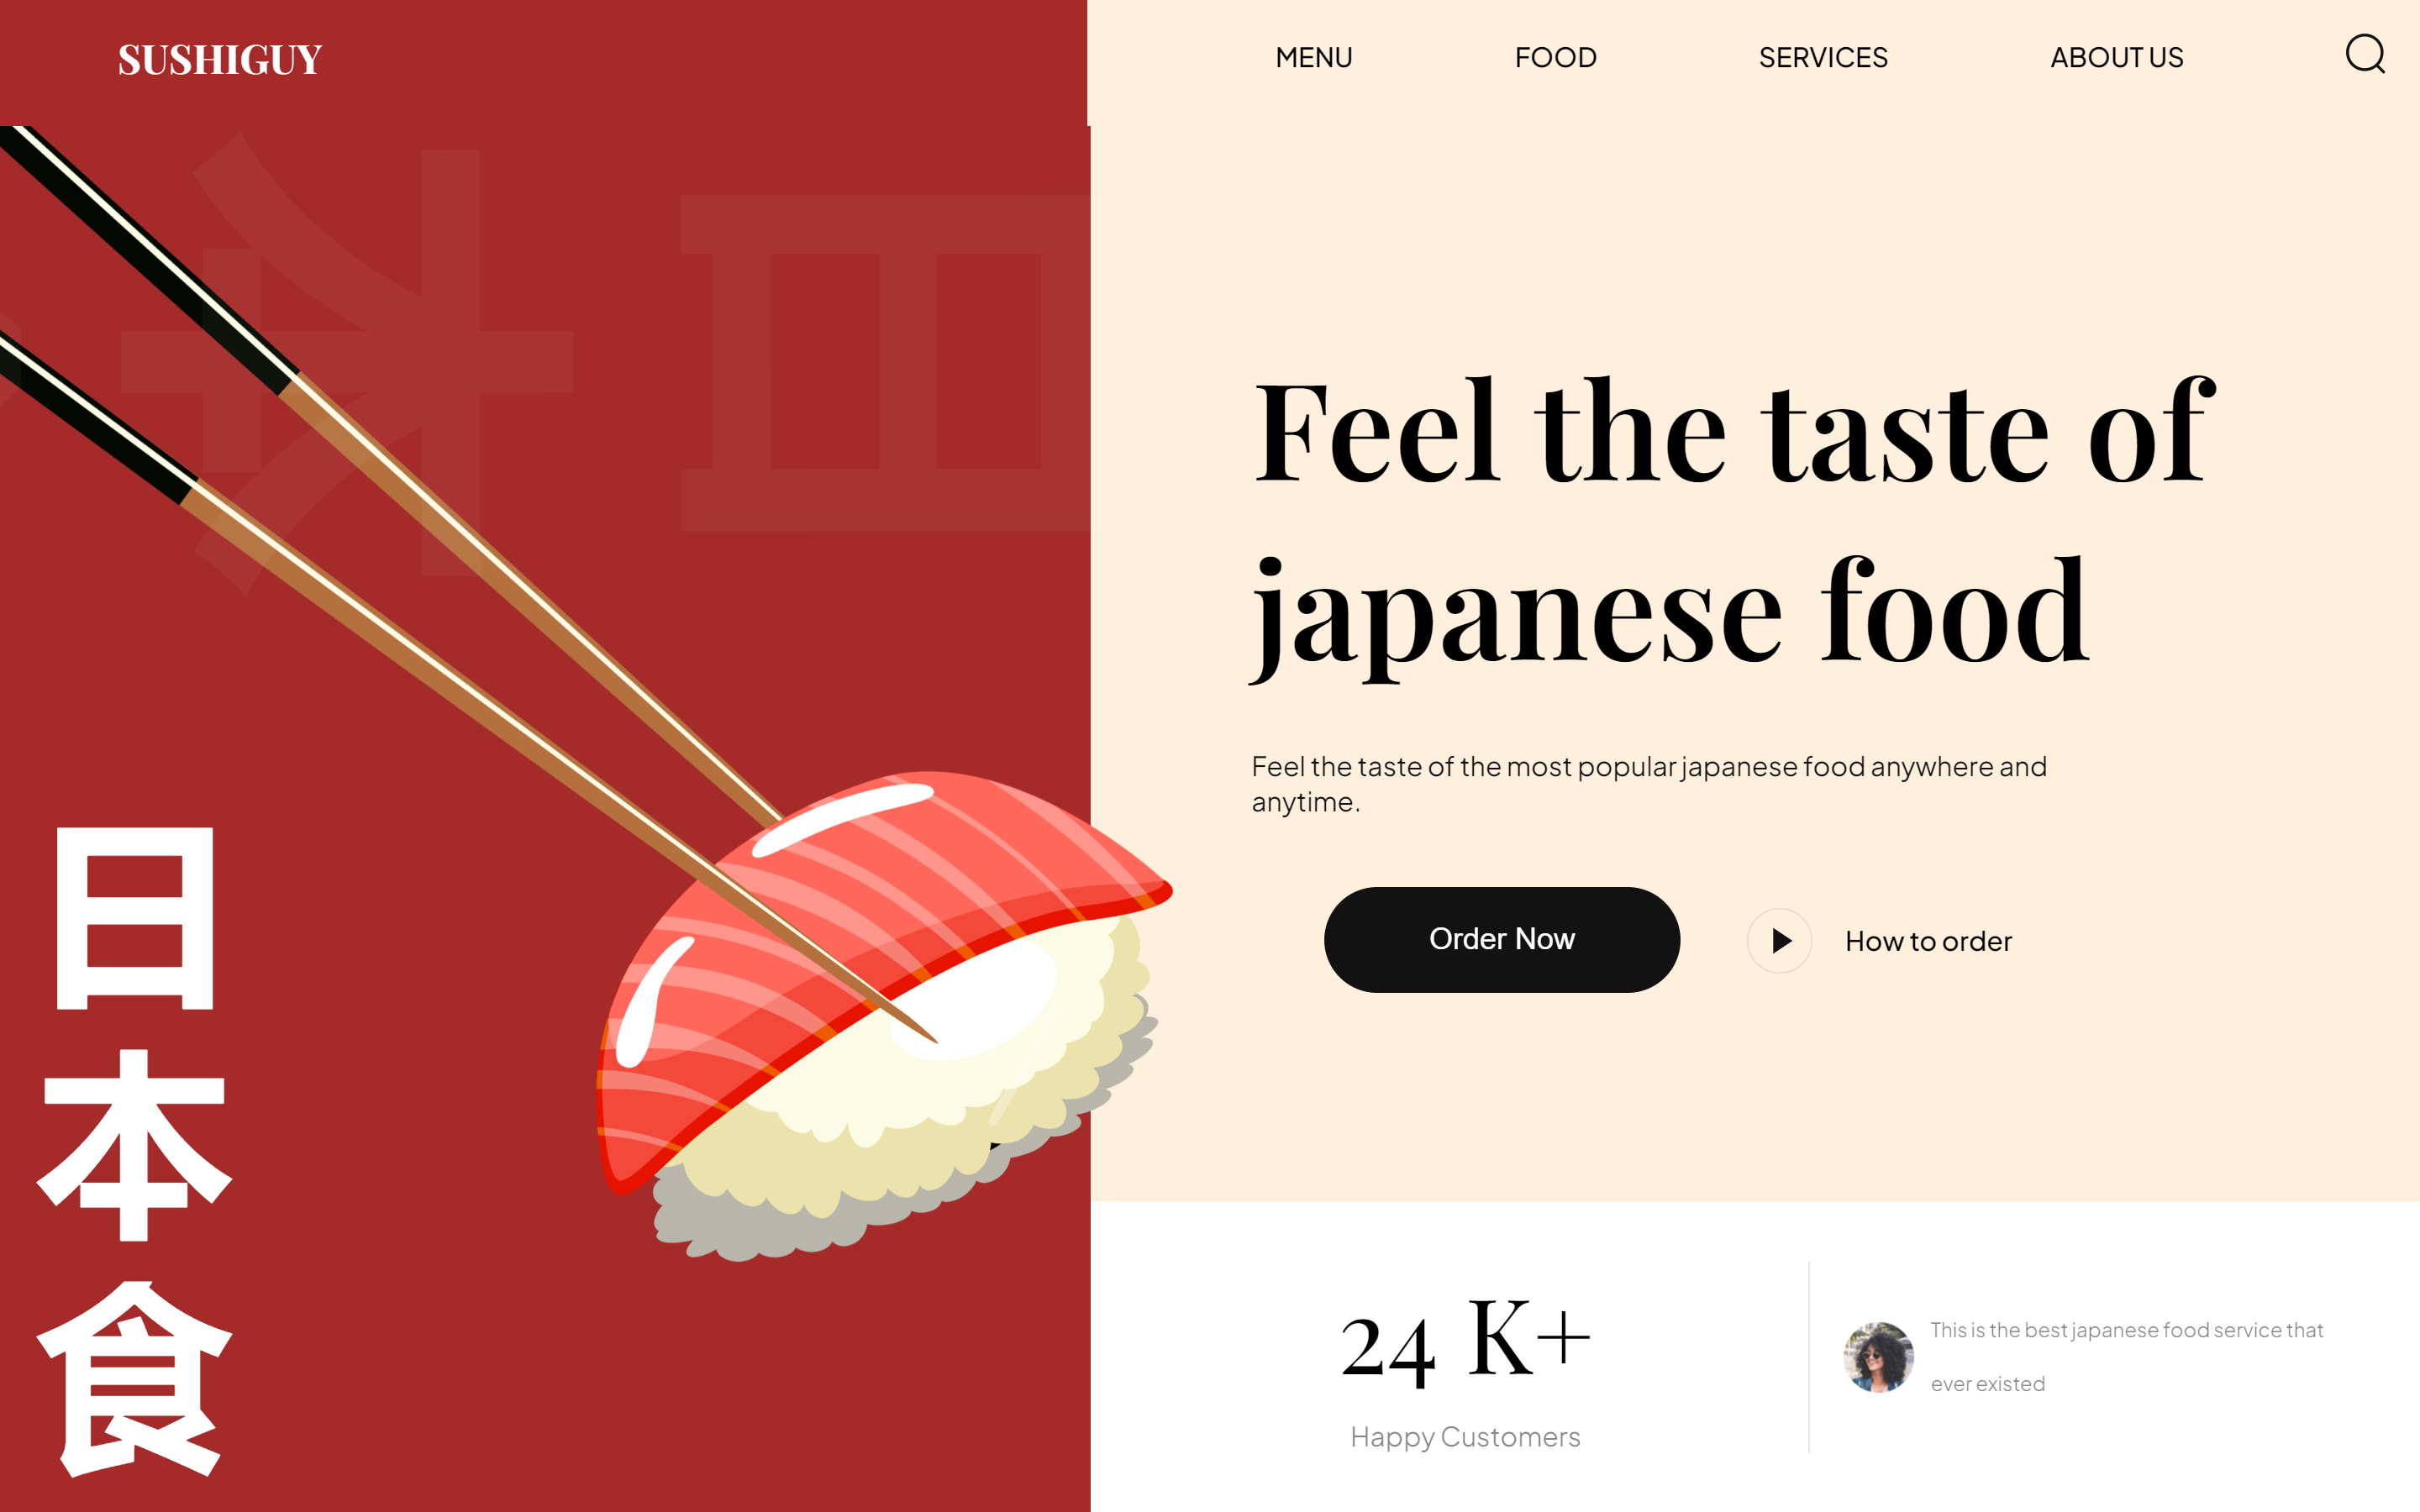 SUSHIGUY
MENU
FOOD
SERVICES
ABOUT US
Feel the taste of
japanese food
Feel the taste of the most popular japanese food anywhere and
anytime.
Order Now
How to order
日本食
24 K+
Happy Customers
This is the best japanese food service that
ever existed